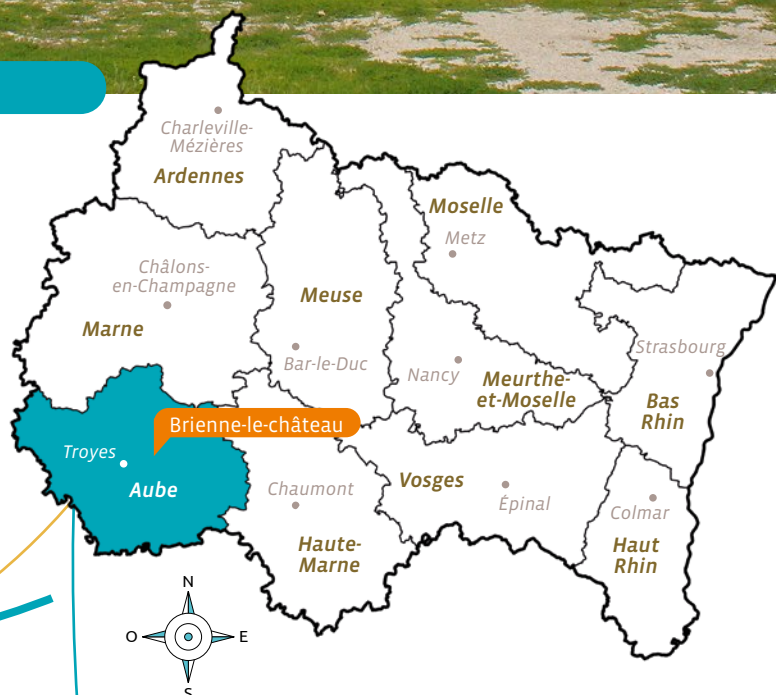 Charleville-
Mézières
Ardennes
Moselle
Metz
Châlons-
en-Champagne
Meuse
Marne
Bar-le-Duc
Nancy
Meurthe-
et-Moselle
Strasbourg
Bas
Rhin
Brienne-le-château
Troyes
Aube
Chaumont
Vosges
Épinal
Colmar
Haute-
Marne
Haut
Rhin
N
O
E
S